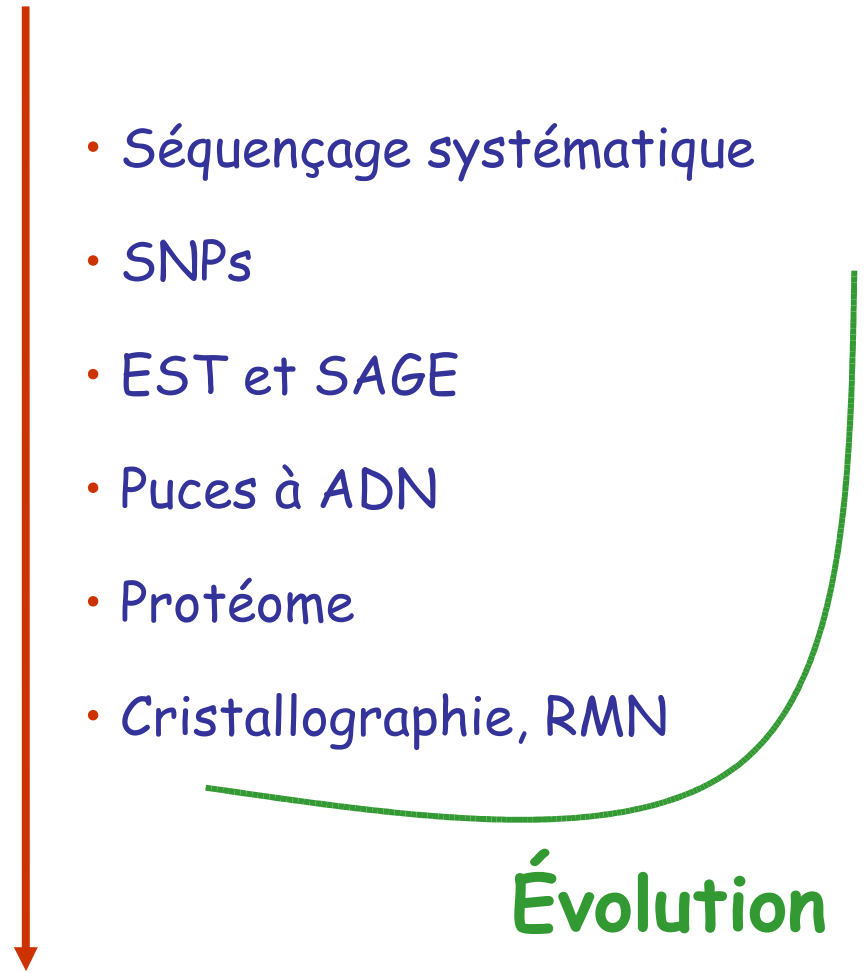 • Séquençage systématique
• SNPs
• EST et SAGE
• Puces à ADN
• Protéome
• Cristallographie, RMN
Évolution